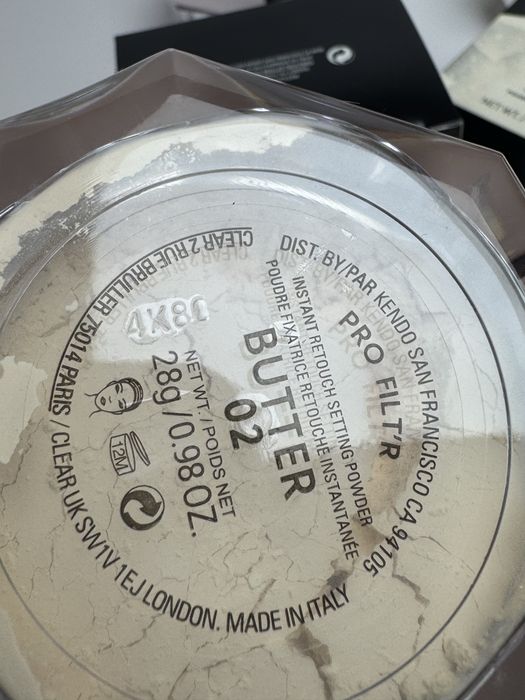 DIST. BY/PAR KENDO SAN FRANCISCO CA 94105
PRO FILT'R
INSTANT RETOUCH SETTING POWDER
POUDRE FIXATRICE RETOUCHE INSTANTANÉE
BUTTER
02
NET WT. / POIDS NET
28g/0.98 OZ.
12M
CLEAR 2 RUE BRULLER 75014 PARIS / CLEAR UK SW1V 1EJ LONDON. MADE IN ITALY